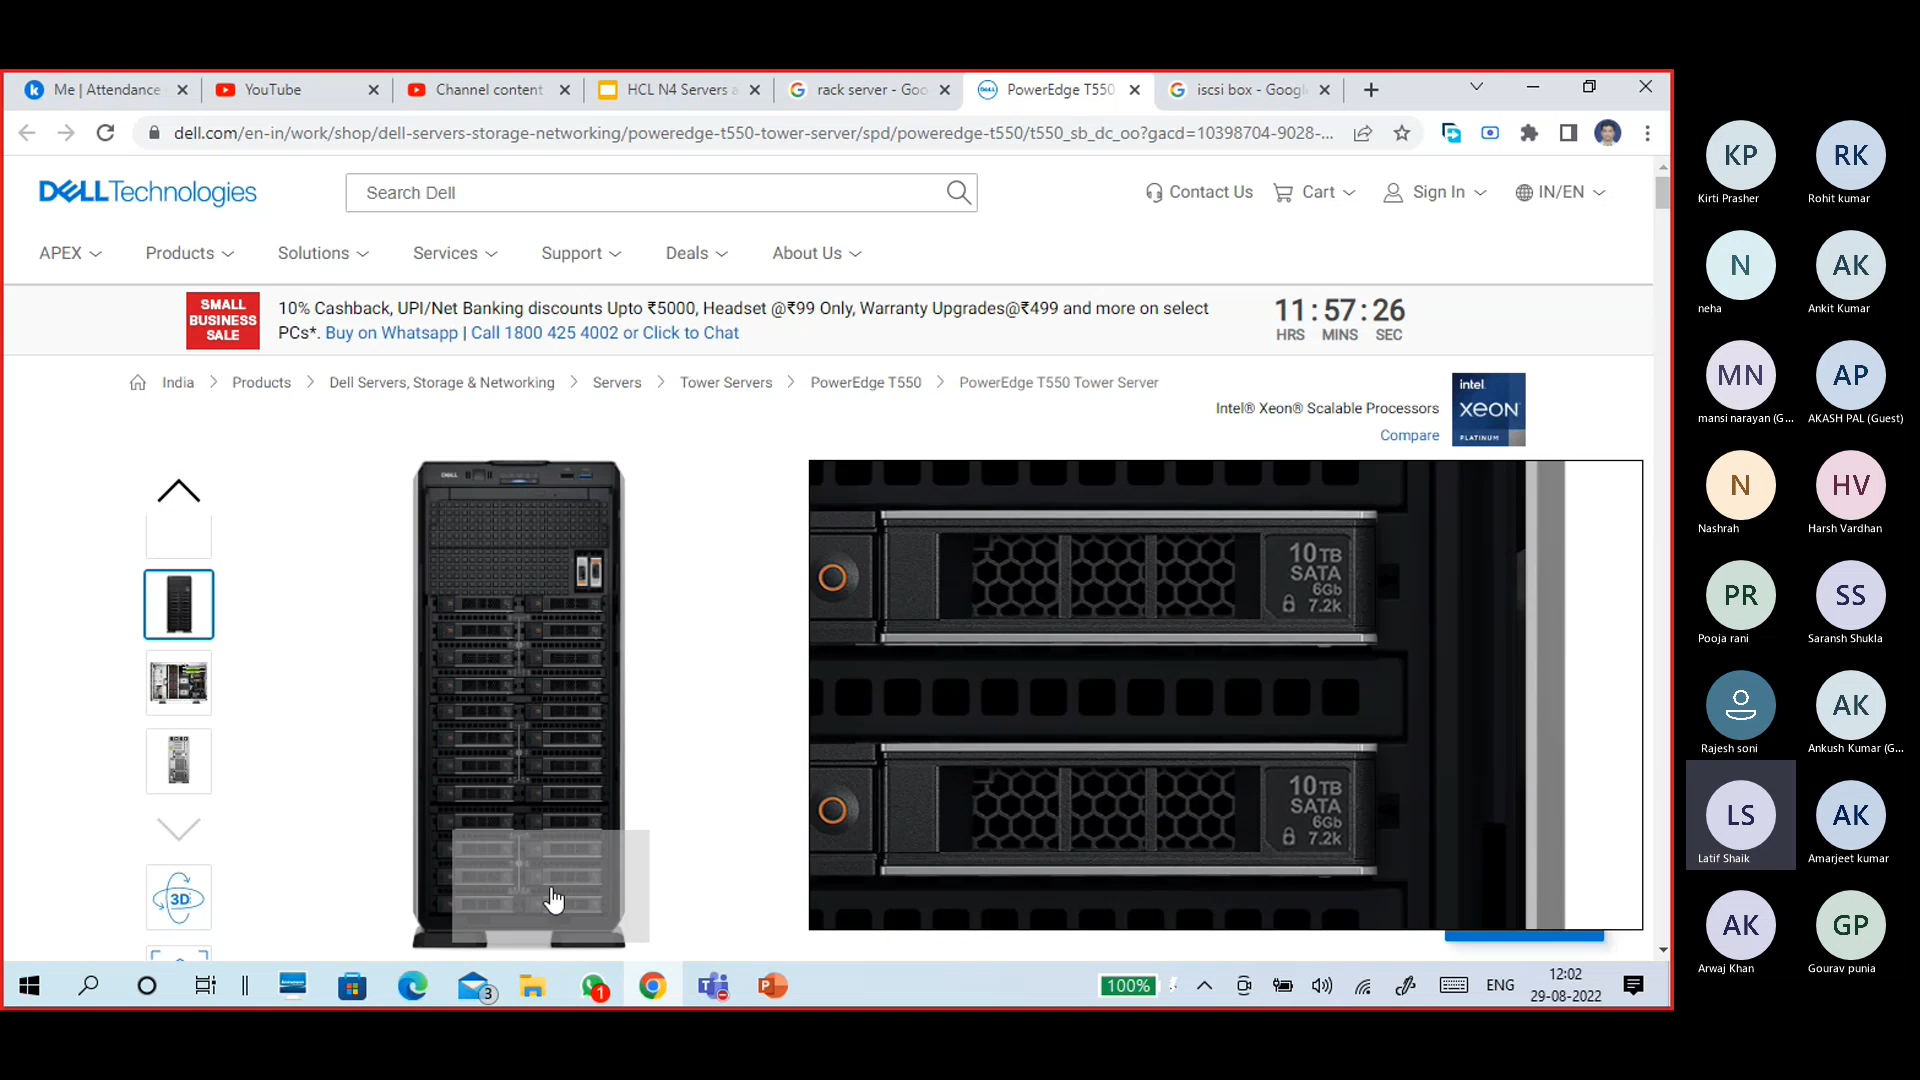 Me | Attendance
YouTube
Channel content
HCL N4 Servers a
rack server - Goo
PowerEdge T550
iscsi box - Googl
dell.com/en-in/work/shop/dell-servers-storage-networking/poweredge-t550-tower-server/spd/poweredge-t550/t550_sb_dc_oo?gacd=10398704-9028-...
DELL Technologies
Search Dell
Contact Us
Cart
Sign In
IN/EN
APEX
Products
Solutions
Services
Support
Deals
About Us
SMALL
BUSINESS
SALE
10% Cashback, UPI/Net Banking discounts Upto ₹5000, Headset @₹99 Only, Warranty Upgrades@₹499 and more on select
PCs*. Buy on Whatsapp | Call 1800 425 4002 or Click to Chat
11 : 57 : 26
HRS MINS SEC
India > Products > Dell Servers, Storage & Networking > Servers > Tower Servers > PowerEdge T550 > PowerEdge T550 Tower Server
Intel® Xeon® Scalable Processors
Compare
intel.
XEON
PLATINUM
DELL
10TB
SATA
6Gb
7.2k
10TB
SATA
6Gb
7.2k
3D
3
1
100%
ENG
12:02
29-08-2022
KP
Kirti Prasher
RK
Rohit kumar
N
neha
AK
Ankit Kumar
MN
mansi narayan (G...
AP
AKASH PAL (Guest)
N
Nashrah
HV
Harsh Vardhan
PR
Pooja rani
SS
Saransh Shukla
Rajesh soni
AK
Ankush Kumar (G...
LS
Latif Shaik
AK
Amarjeet kumar
AK
Arwaj Khan
GP
Gourav punia